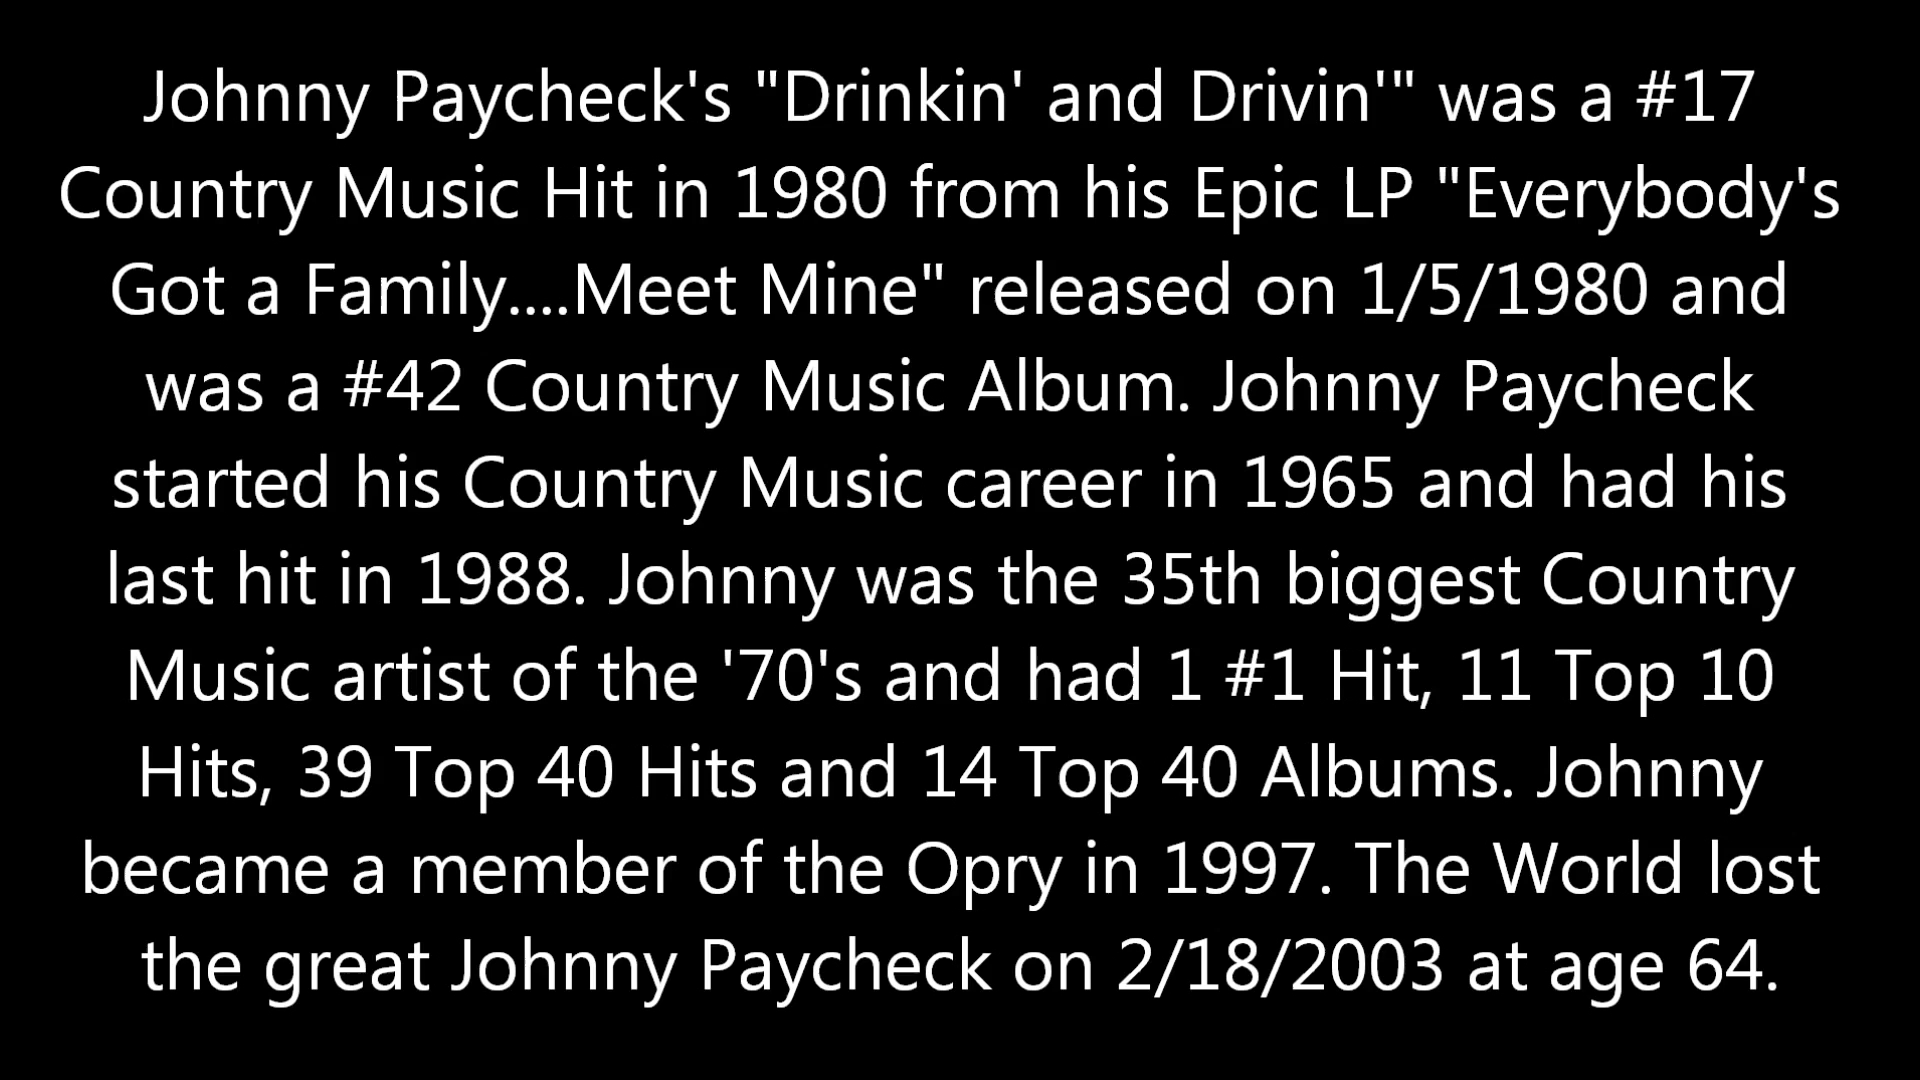 Johnny Paycheck's "Drinkin' and Drivin'" was a #17
Country Music Hit in 1980 from his Epic LP "Everybody's
Got a Family....Meet Mine" released on 1/5/1980 and
was a #42 Country Music Album. Johnny Paycheck
started his Country Music career in 1965 and had his
last hit in 1988. Johnny was the 35th biggest Country
Music artist of the '70's and had 1 #1 Hit, 11 Top 10
Hits, 39 Top 40 Hits and 14 Top 40 Albums. Johnny
became a member of the Opry in 1997. The World lost
the great Johnny Paycheck on 2/18/2003 at age 64.